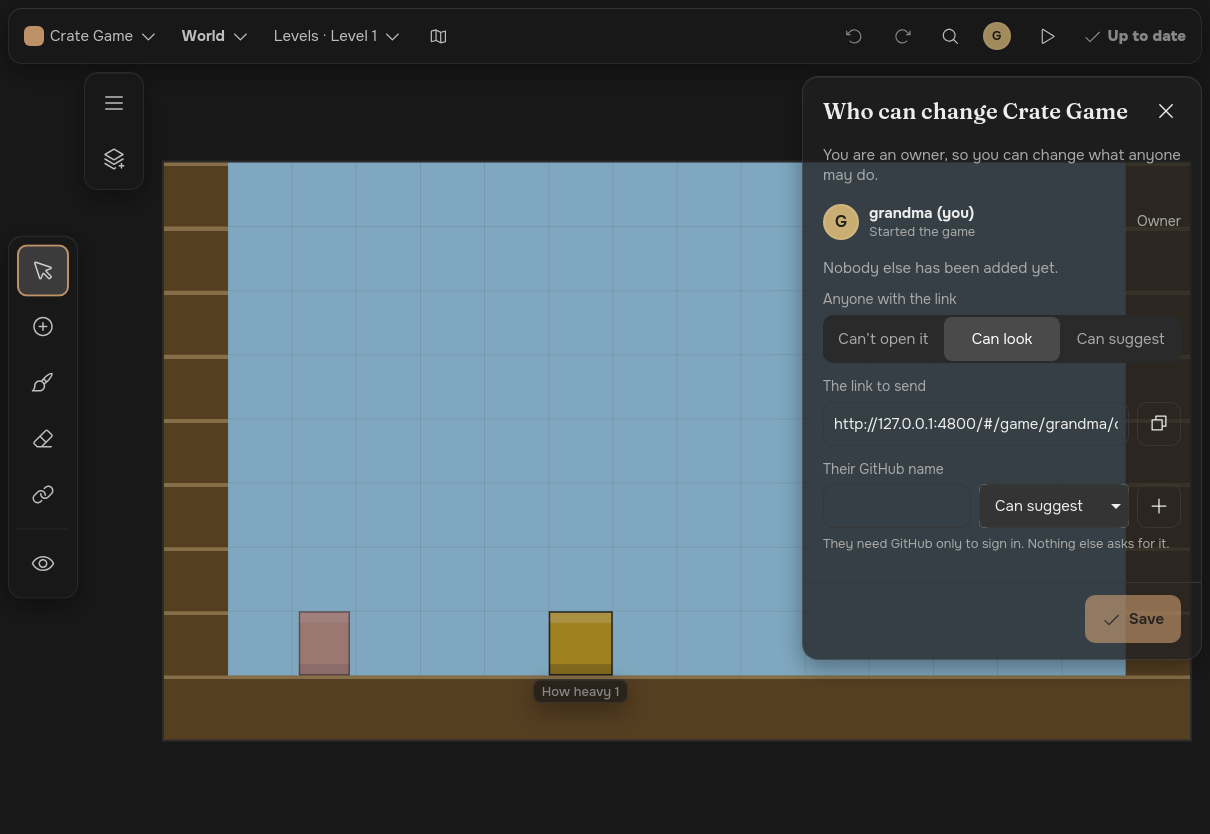 Crate Game
World
Levels · Level 1
G
Up to date
Who can change Crate Game
You are an owner, so you can change what anyone
may do.
G
grandma (you)
Started the game
Owner
Nobody else has been added yet.
Anyone with the link
Can't open it
Can look
Can suggest
The link to send
http://127.0.0.1:4800/#/game/grandma/
Their GitHub name
Can suggest
They need GitHub only to sign in. Nothing else asks for it.
Save
How heavy 1